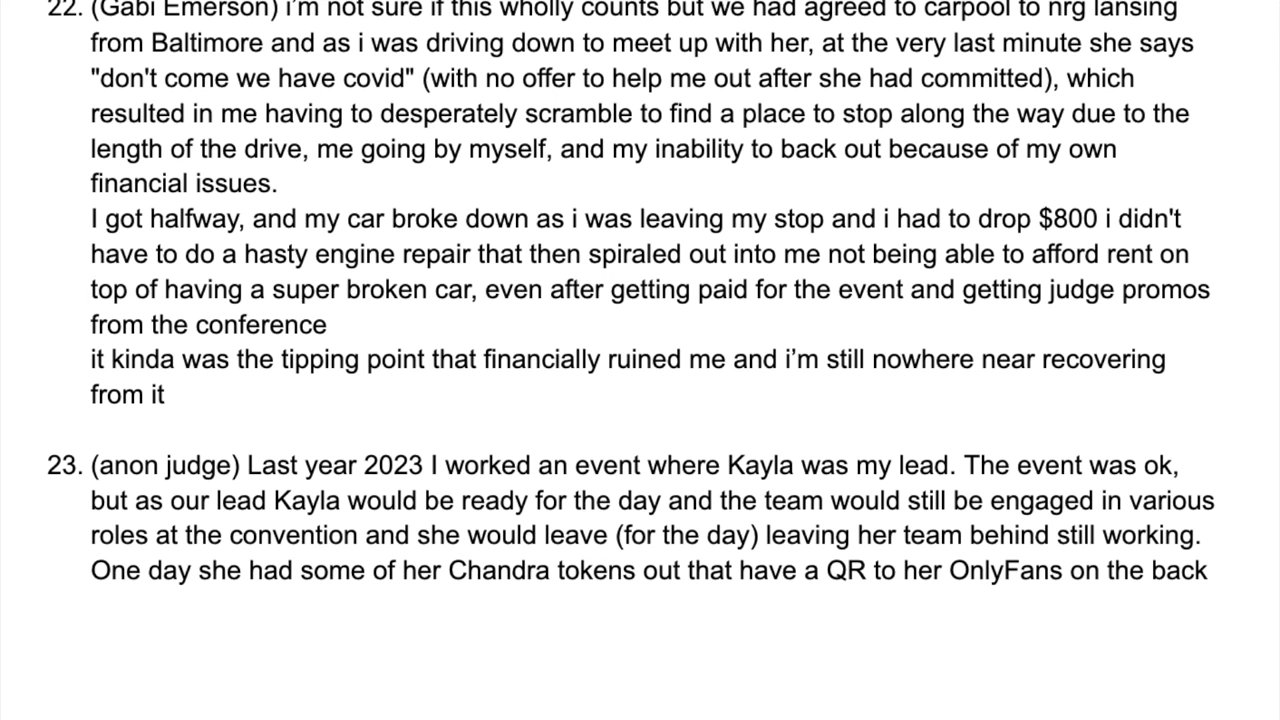 22. (Gabi Emerson) i'm not sure if this wholly counts but we had agreed to carpool to nrg lansing
from Baltimore and as i was driving down to meet up with her, at the very last minute she says
"don't come we have covid" (with no offer to help me out after she had committed), which
resulted in me having to desperately scramble to find a place to stop along the way due to the
length of the drive, me going by myself, and my inability to back out because of my own
financial issues.
I got halfway, and my car broke down as i was leaving my stop and i had to drop $800 i didn't
have to do a hasty engine repair that then spiraled out into me not being able to afford rent on
top of having a super broken car, even after getting paid for the event and getting judge promos
from the conference
it kinda was the tipping point that financially ruined me and i’m still nowhere near recovering
from it
23. (anon judge) Last year 2023 I worked an event where Kayla was my lead. The event was ok,
but as our lead Kayla would be ready for the day and the team would still be engaged in various
roles at the convention and she would leave (for the day) leaving her team behind still working.
One day she had some of her Chandra tokens out that have a QR to her OnlyFans on the back